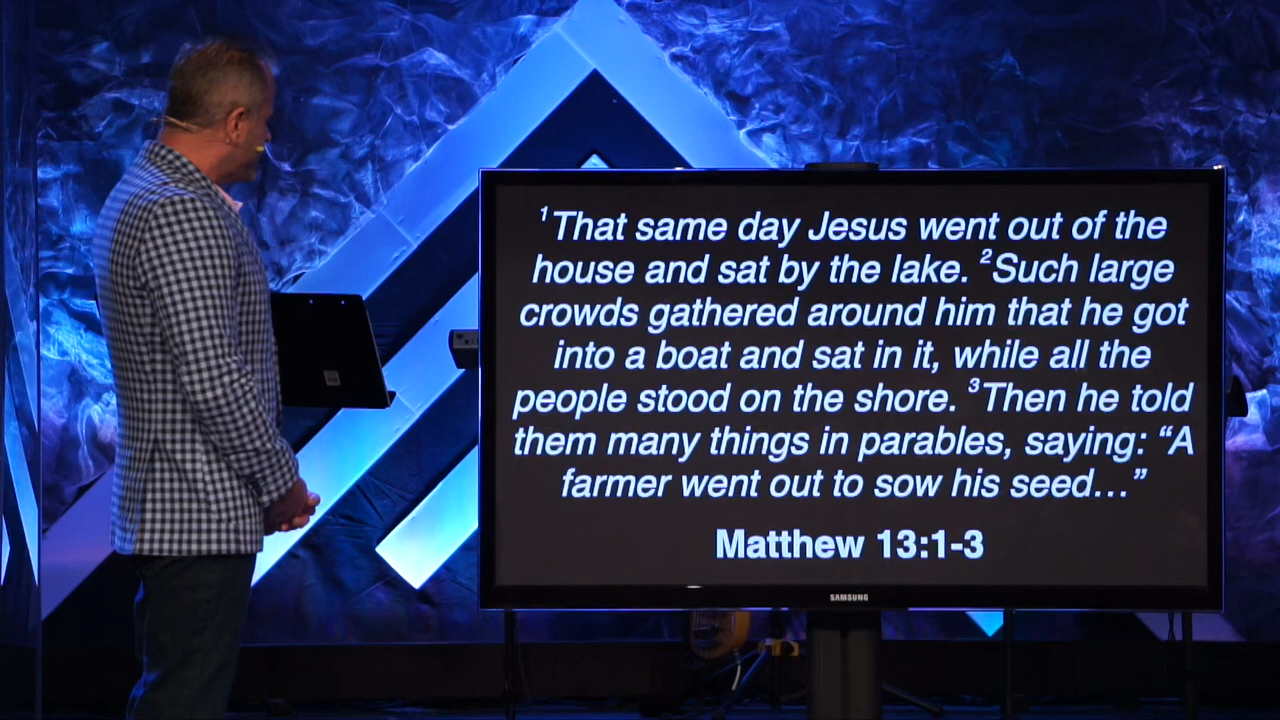 ¹That same day Jesus went out of the
house and sat by the lake. ²Such large
crowds gathered around him that he got
into a boat and sat in it, while all the
people stood on the shore. ³Then he told
them many things in parables, saying: “A
farmer went out to sow his seed…”
Matthew 13:1-3
SAMSUNG